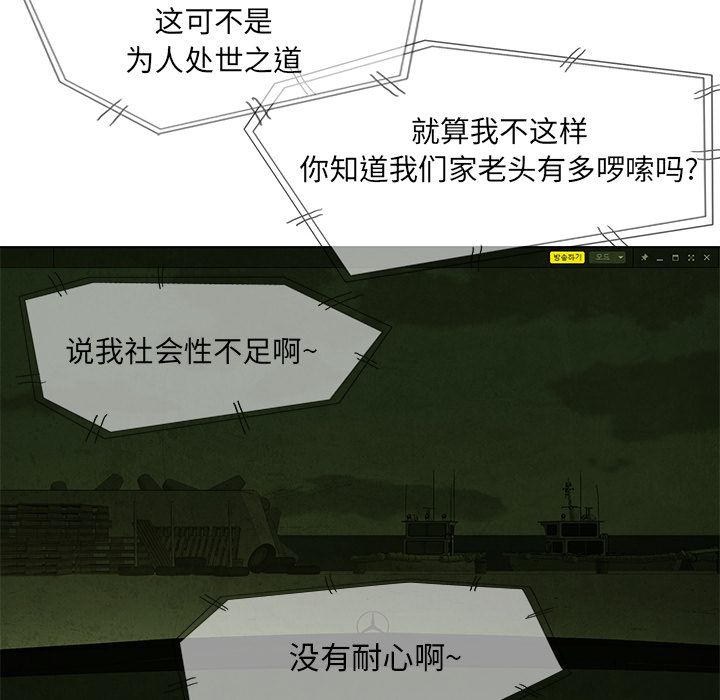 这可不是
为人处世之道
就算我不这样
你知道我们家老头有多啰嗦吗?
방송하기
모드
说我社会性不足啊~
没有耐心啊~